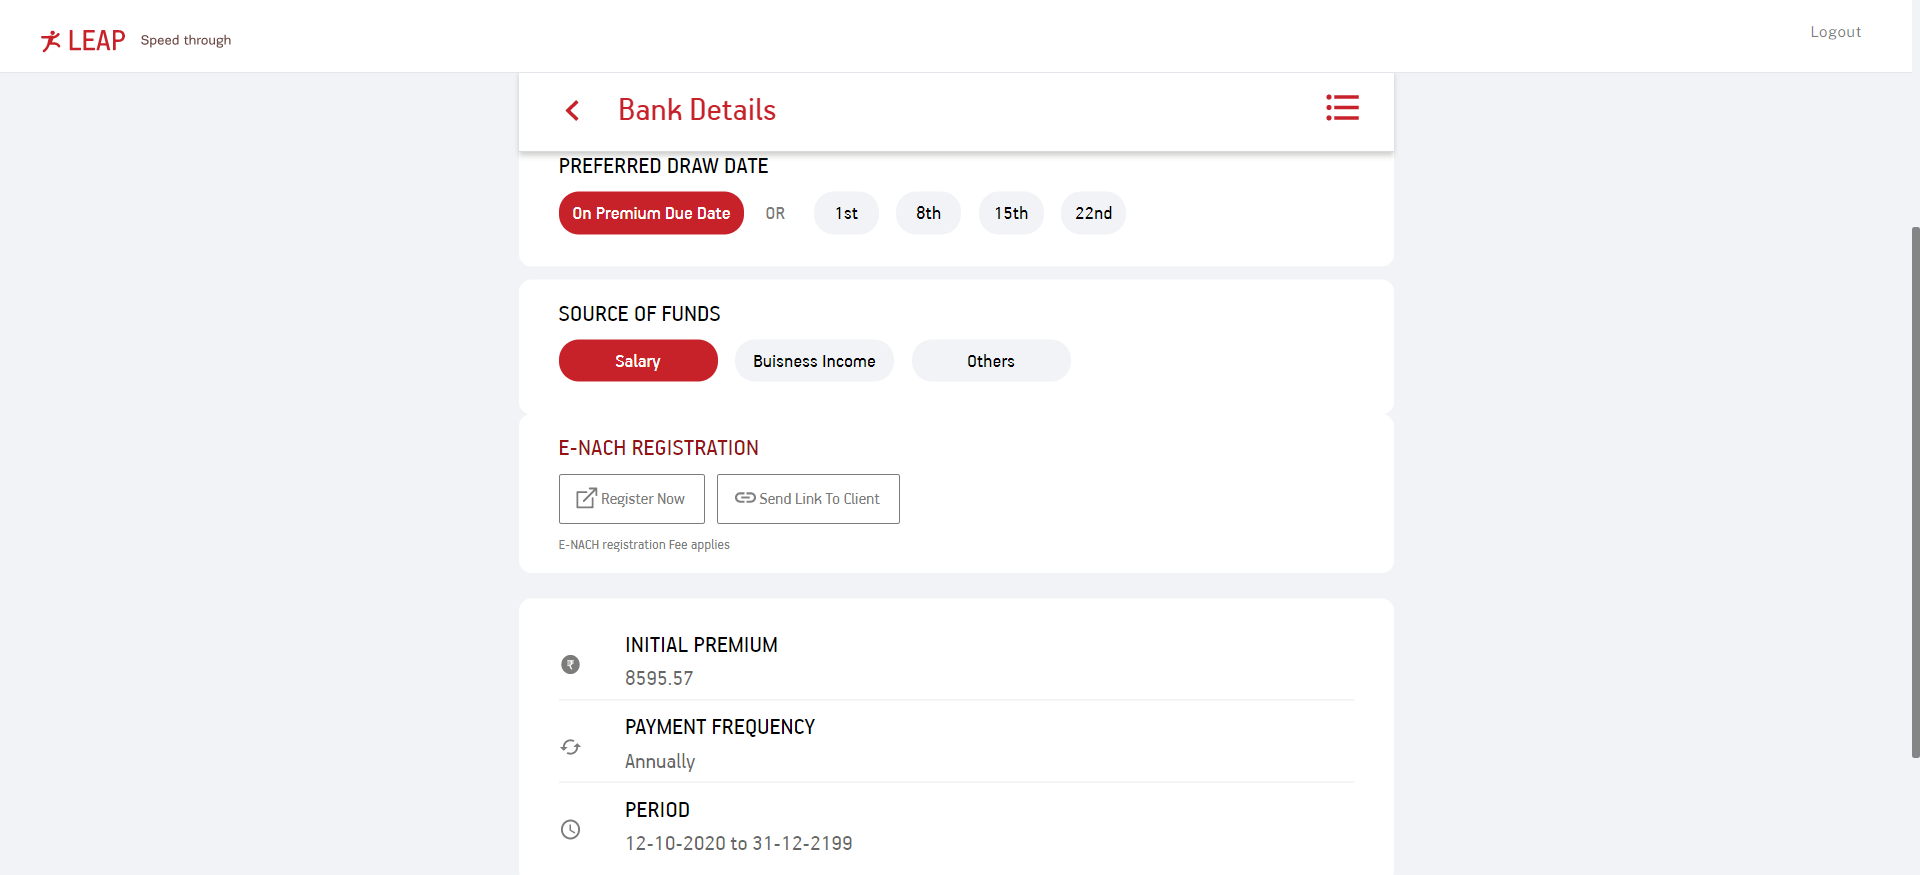 LEAP Speed through
Logout
Bank Details
PREFERRED DRAW DATE
On Premium Due Date OR 1st 8th 15th 22nd
SOURCE OF FUNDS
Salary Buisness Income Others
E-NACH REGISTRATION
Register Now Send Link To Client
E-NACH registration Fee applies
INITIAL PREMIUM
₹
8595.57
PAYMENT FREQUENCY
Annually
PERIOD
12-10-2020 to 31-12-2199